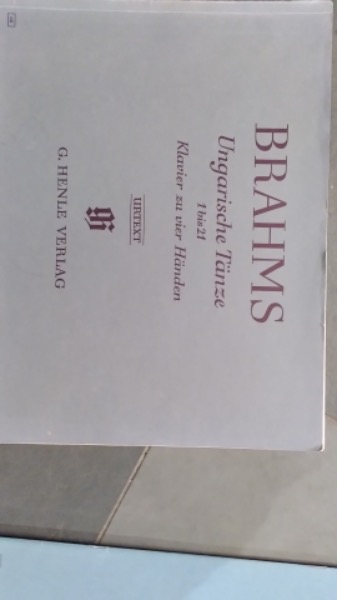 BRAHMS
Ungarische Tänze
1 bis 21
Klavier zu vier Händen
URTEXT
G. HENLE VERLAG